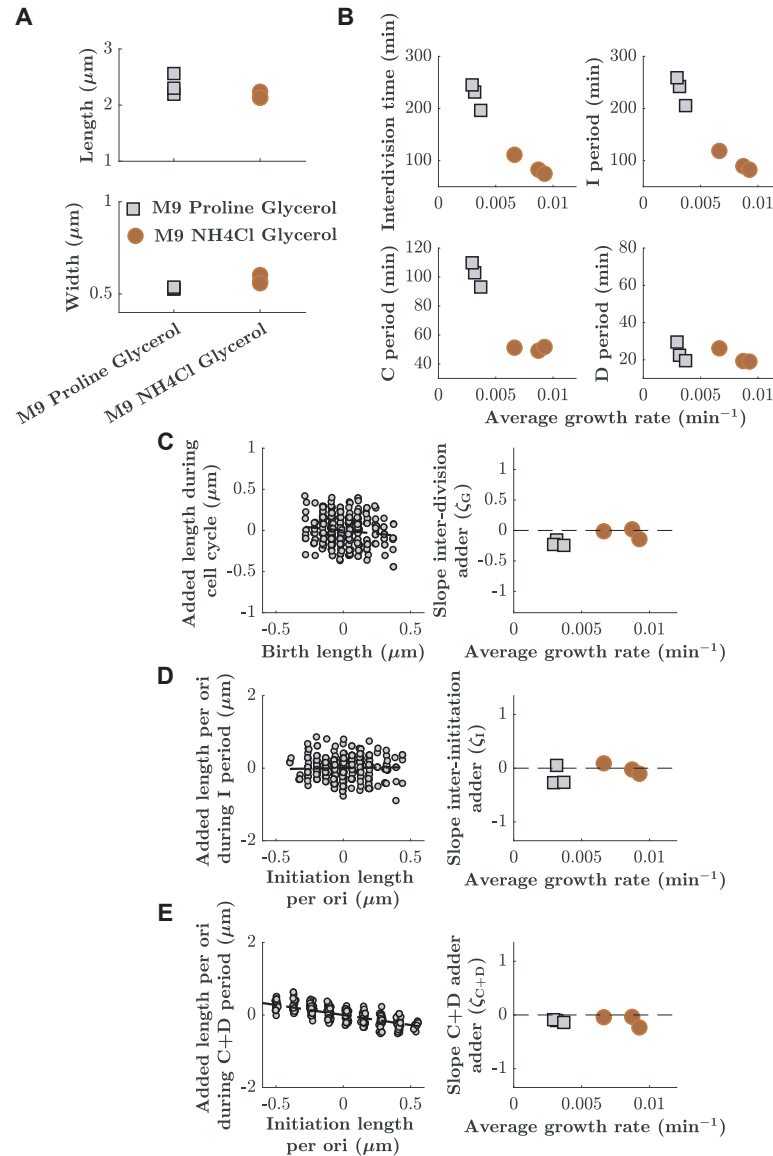 A
Length (μm)
3
2
1
Width (μm)
1
0.5
M9 Proline Glycerol
M9 NH4Cl Glycerol
M9 Proline Glycerol
M9 NH4Cl Glycerol
B
Interdivision time (min)
300
200
100
0 0.005 0.01
I period (min)
300
200
100
0 0.005 0.01
C period (min)
120
100
80
60
40
0 0.005 0.01
D period (min)
80
60
40
20
0 0.005 0.01
Average growth rate (min⁻¹)
C
Added length during
cell cycle (μm)
1
0.5
0
-0.5
-1
-0.5 0 0.5
Birth length (μm)
Slope inter-division
adder (ζG)
1
0.5
0
-0.5
-1
0 0.005 0.01
Average growth rate (min⁻¹)
D
Added length per ori
during I period (μm)
2
0
-2
-0.5 0 0.5
Initiation length
per ori (μm)
Slope inter-inititation
adder (ζI)
1
0
-1
0 0.005 0.01
Average growth rate (min⁻¹)
E
Added length per ori
during C+D period (μm)
2
0
-2
-0.5 0 0.5
Initiation length
per ori (μm)
Slope C+D adder
adder (ζC+D)
1
0
-1
0 0.005 0.01
Average growth rate (min⁻¹)